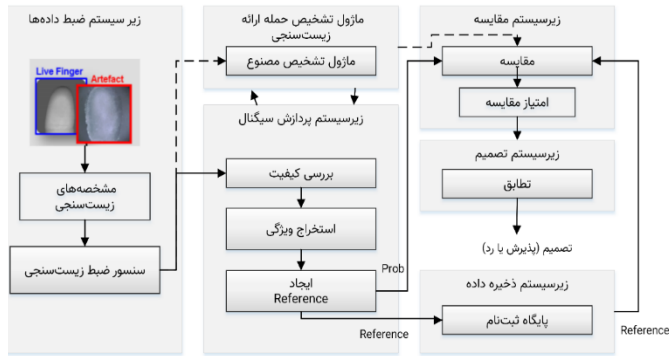 زیر سیستم ضبط داده‌ها
Live Finger
Artefact
مشخصه‌های
زیست‌سنجی
سنسور ضبط زیست‌سنجی
ماژول تشخیص حمله ارائه
زیست‌سنجی
ماژول تشخیص مصنوع
زیرسیستم پردازش سیگنال
بررسی کیفیت
استخراج ویژگی
ایجاد
Reference
Prob
Reference
زیرسیستم مقایسه
مقایسه
امتیاز مقایسه
زیرسیستم تصمیم
تطابق
تصمیم (پذیرش یا رد)
زیرسیستم ذخیره داده
پایگاه ثبت‌نام
Reference